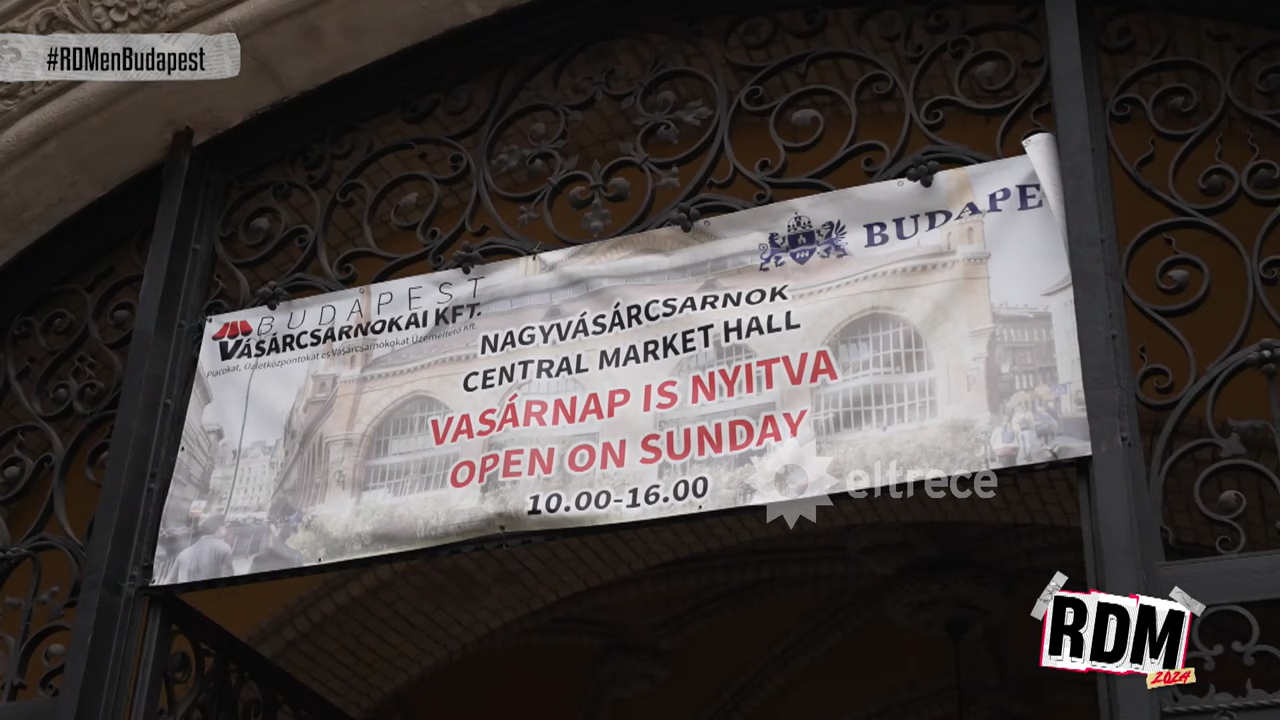 #RDMenBudapest
BUDAPEST
VÁSÁRCSARNOKAI KFT.
Piacokat, Üzletközpontokat és Vásárcsarnokokat Üzemeltető Kft.
BUDAPE
NAGYVÁSÁRCSARNOK
CENTRAL MARKET HALL
VASÁRNAP IS NYITVA
OPEN ON SUNDAY
10.00-16.00
eltrece
RDM
2024